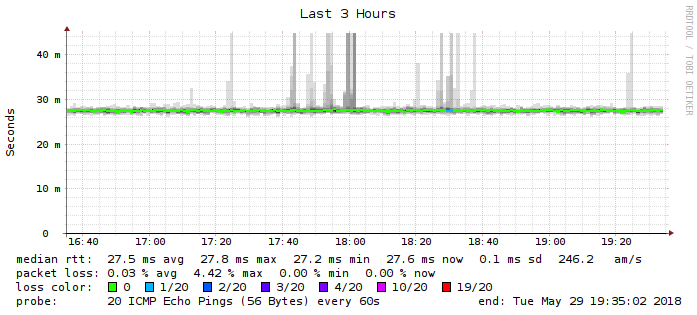 Last 3 Hours
RRDTOOL / TOBI OETIKER
Seconds
40 m
30 m
20 m
10 m
0
16:40 17:00 17:20 17:40 18:00 18:20 18:40 19:00 19:20
median rtt: 27.5 ms avg 27.8 ms max 27.2 ms min 27.6 ms now 0.1 ms sd 246.2 am/s
packet loss: 0.03 % avg 4.42 % max 0.00 % min 0.00 % now
loss color: 0 1/20 2/20 3/20 4/20 10/20 19/20
probe: 20 ICMP Echo Pings (56 Bytes) every 60s end: Tue May 29 19:35:02 2018